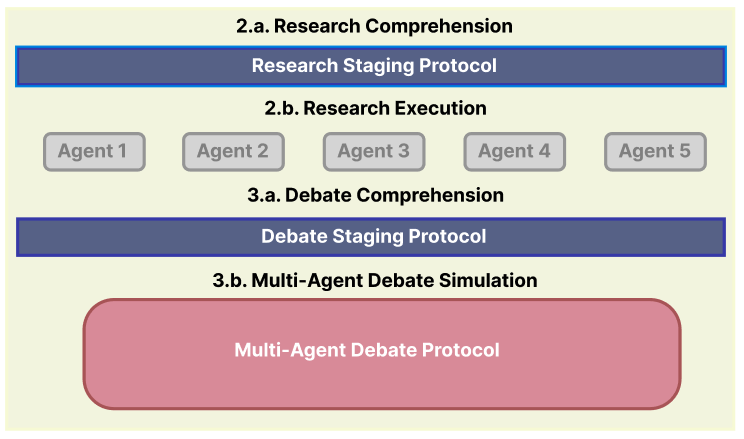 2.a. Research Comprehension
Research Staging Protocol
2.b. Research Execution
Agent 1 Agent 2 Agent 3 Agent 4 Agent 5
3.a. Debate Comprehension
Debate Staging Protocol
3.b. Multi-Agent Debate Simulation
Multi-Agent Debate Protocol